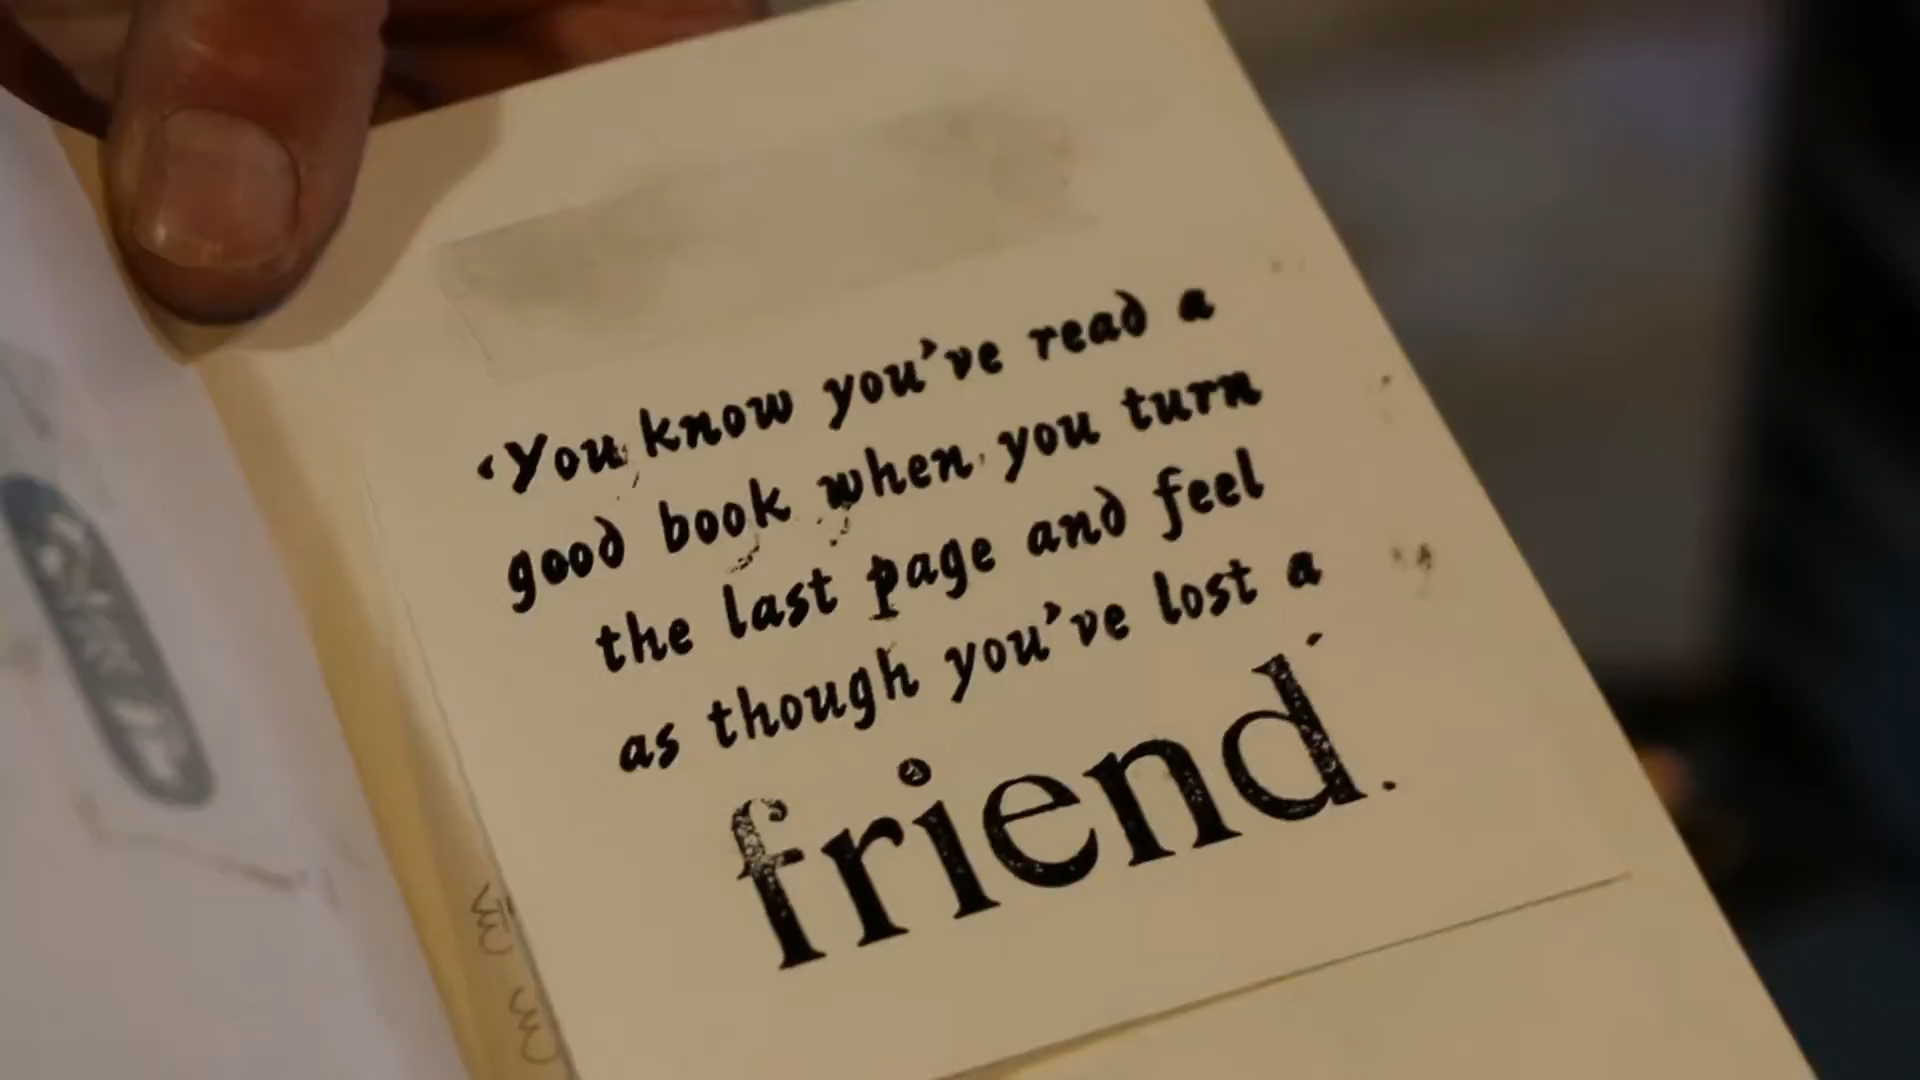 ‘You know you’ve read a
good book when you turn
the last page and feel
as though you’ve lost a
friend’.